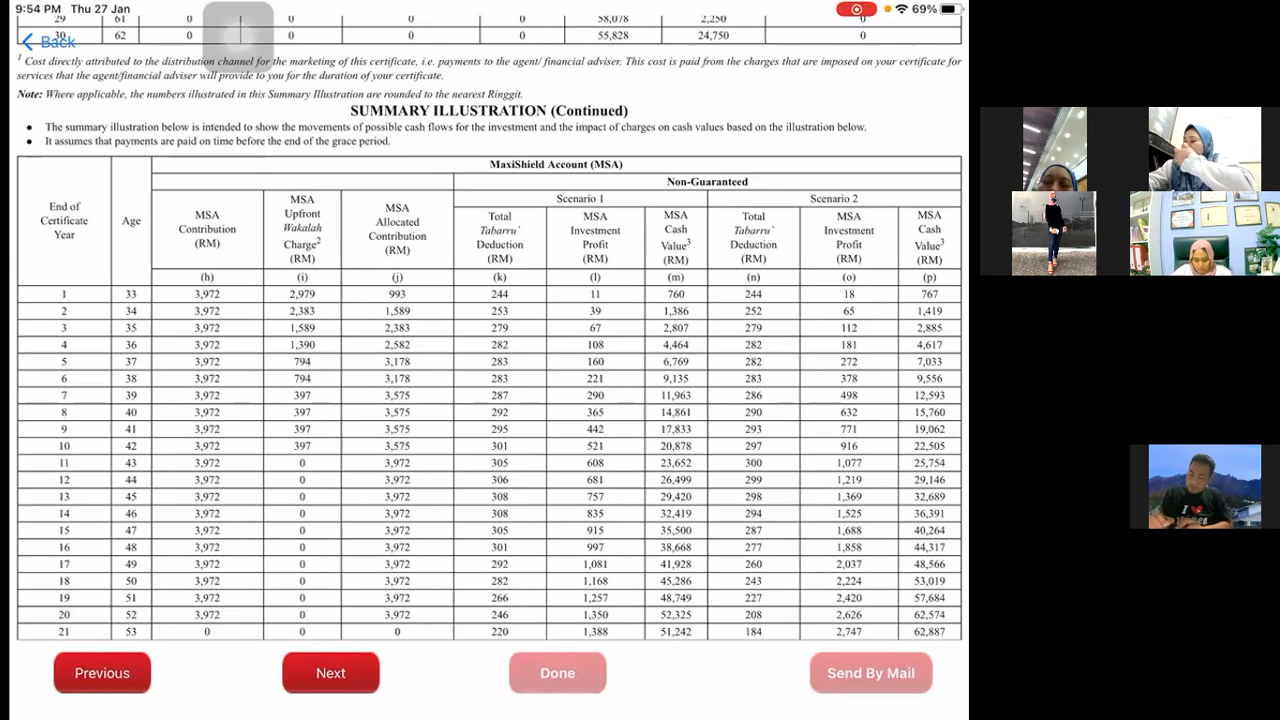 9:54 PM Thu 27 Jan 69%
29 61 0 0 0 58,078 2,250 0
30 62 0 0 0 55,828 24,750 0
Back
1 Cost directly attributed to the distribution channel for the marketing of this certificate, i.e. payments to the agent/ financial adviser. This cost is paid from the charges that are imposed on your certificate for
services that the agent/financial adviser will provide to you for the duration of your certificate.
Note: Where applicable, the numbers illustrated in this Summary Illustration are rounded to the nearest Ringgit.
SUMMARY ILLUSTRATION (Continued)
• The summary illustration below is intended to show the movements of possible cash flows for the investment and the impact of charges on cash values based on the illustration below.
• It assumes that payments are paid on time before the end of the grace period.
MaxiShield Account (MSA)
Non-Guaranteed
Scenario 1 Scenario 2
End of Certificate Year
Age
MSA Contribution (RM)
MSA Upfront Wakalah Charge2 (RM)
MSA Allocated Contribution (RM)
Total Tabarru` Deduction (RM)
MSA Investment Profit (RM)
MSA Cash Value3 (RM)
Total Tabarru` Deduction (RM)
MSA Investment Profit (RM)
MSA Cash Value3 (RM)
(h) (i) (j) (k) (l) (m) (n) (o) (p)
1 33 3,972 2,979 993 244 11 760 244 18 767
2 34 3,972 2,383 1,589 253 39 1,386 252 65 1,419
3 35 3,972 1,589 2,383 279 67 2,807 279 112 2,885
4 36 3,972 1,390 2,582 282 108 4,464 282 181 4,617
5 37 3,972 794 3,178 283 160 6,769 282 272 7,033
6 38 3,972 794 3,178 283 221 9,135 283 378 9,556
7 39 3,972 397 3,575 287 290 11,963 286 498 12,593
8 40 3,972 397 3,575 292 365 14,861 290 632 15,760
9 41 3,972 397 3,575 295 442 17,833 293 771 19,062
10 42 3,972 397 3,575 301 521 20,878 297 916 22,505
11 43 3,972 0 3,972 305 608 23,652 300 1,077 25,754
12 44 3,972 0 3,972 306 681 26,499 299 1,219 29,146
13 45 3,972 0 3,972 308 757 29,420 298 1,369 32,689
14 46 3,972 0 3,972 308 835 32,419 294 1,525 36,391
15 47 3,972 0 3,972 305 915 35,500 287 1,688 40,264
16 48 3,972 0 3,972 301 997 38,668 277 1,858 44,317
17 49 3,972 0 3,972 292 1,081 41,928 260 2,037 48,566
18 50 3,972 0 3,972 282 1,168 45,286 243 2,224 53,019
19 51 3,972 0 3,972 266 1,257 48,749 227 2,420 57,684
20 52 3,972 0 3,972 246 1,350 52,325 208 2,626 62,574
21 53 0 0 0 220 1,388 51,242 184 2,747 62,887
Previous Next Done Send By Mail